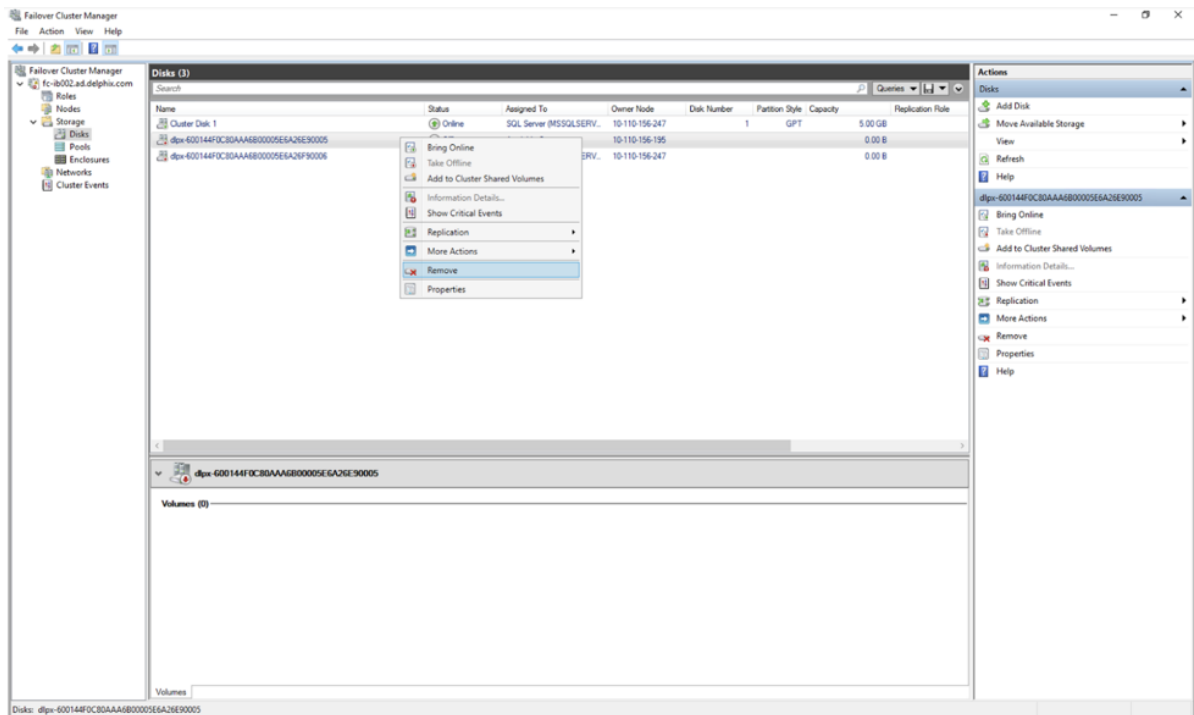 Failover Cluster Manager
File Action View Help
Failover Cluster Manager
fc-ib002.ad.delphix.com
Roles
Nodes
Storage
Disks
Pools
Enclosures
Networks
Cluster Events
Disks (3)
Search
Queries
Name Status Assigned To Owner Node Disk Number Partition Style Capacity Replication Role
Cluster Disk 1 Online SQL Server (MSSQLSERV... 10-110-156-247 1 GPT 5.00 GB
dlpx-600144F0C80AAA6B00005E6A26E90005 10-110-156-195 0.00 B
dlpx-600144F0C80AAA6B00005E6A26F90006 ERV... 10-110-156-247 0.00 B
Bring Online
Take Offline
Add to Cluster Shared Volumes
Information Details...
Show Critical Events
Replication
More Actions
Remove
Properties
dlpx-600144F0C80AAA6B00005E6A26E90005
Volumes (0)
Volumes
Actions
Disks
Add Disk
Move Available Storage
View
Refresh
Help
dlpx-600144F0C80AAA6B00005E6A26E90005
Bring Online
Take Offline
Add to Cluster Shared Volumes
Information Details...
Show Critical Events
Replication
More Actions
Remove
Properties
Help
Disks: dlpx-600144F0C80AAA6B00005E6A26E90005